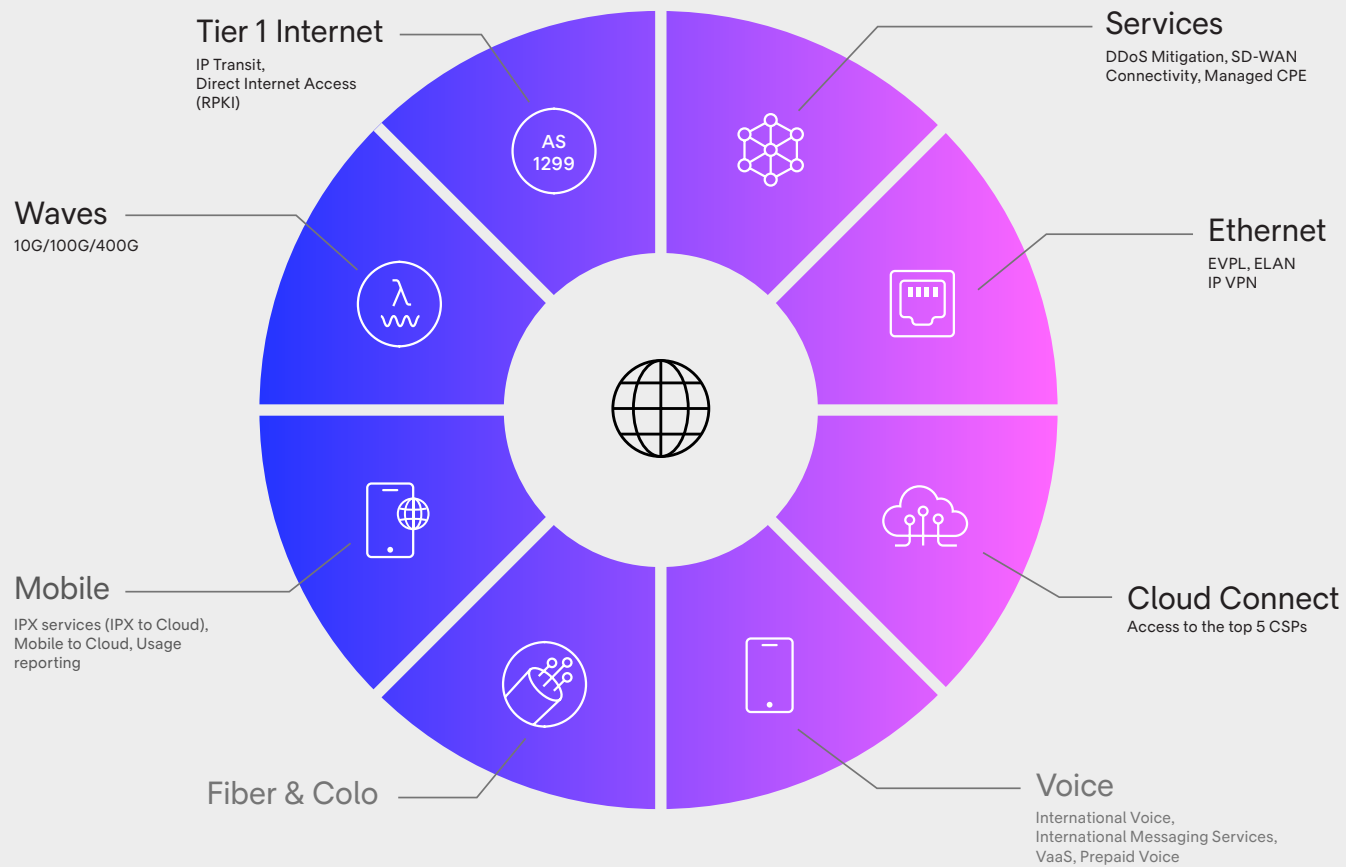 Tier 1 Internet
IP Transit,
Direct Internet Access
(RPKI)
Services
DDoS Mitigation, SD-WAN
Connectivity, Managed CPE
AS
1299
Waves
10G/100G/400G
Ethernet
EVPL, ELAN
IP VPN
λ
Mobile
IPX services (IPX to Cloud),
Mobile to Cloud, Usage
reporting
Cloud Connect
Access to the top 5 CSPs
Fiber & Colo
Voice
International Voice,
International Messaging Services,
VaaS, Prepaid Voice